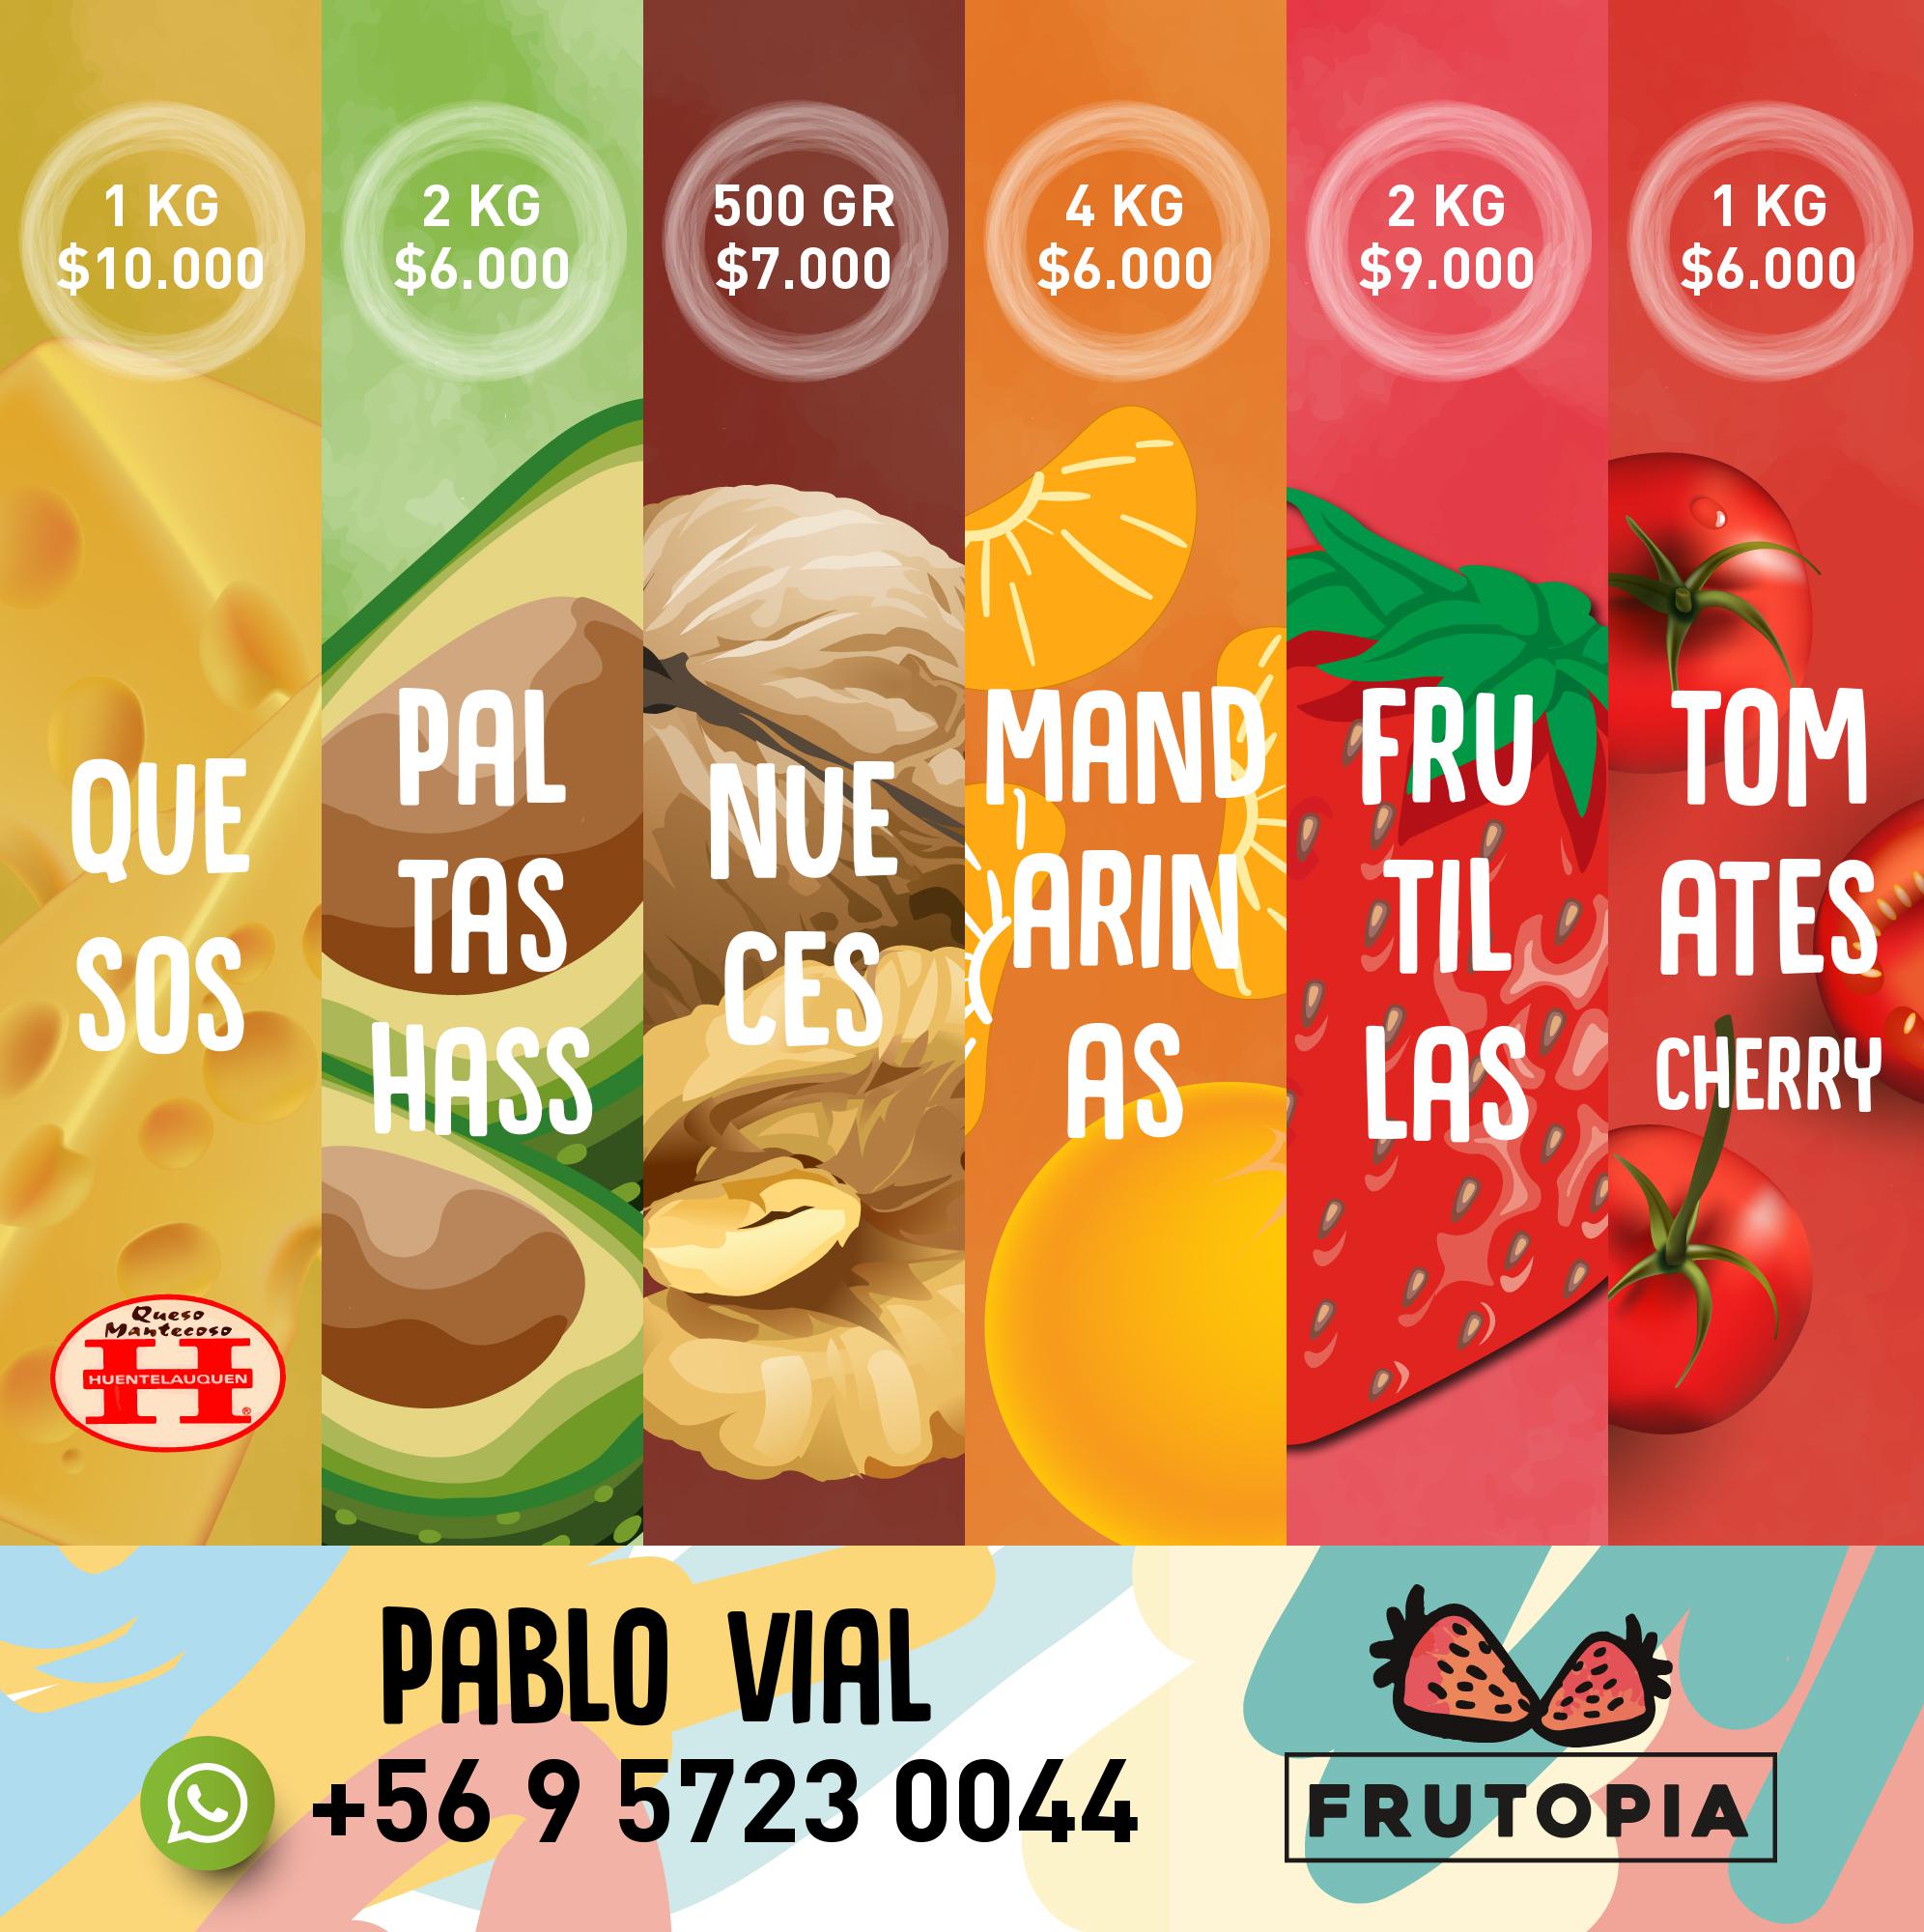 1 KG
$10.000
QUE
SOS
Queso
Mantecoso
H
HUENTELAUQUEN
®
2 KG
$6.000
PAL
TAS
HASS
500 GR
$7.000
NUE
CES
4 KG
$6.000
MAND
ARIN
AS
2 KG
$9.000
FRU
TIL
LAS
1 KG
$6.000
TOM
ATES
CHERRY
PABLO VIAL
+56 9 5723 0044
FRUTOPIA